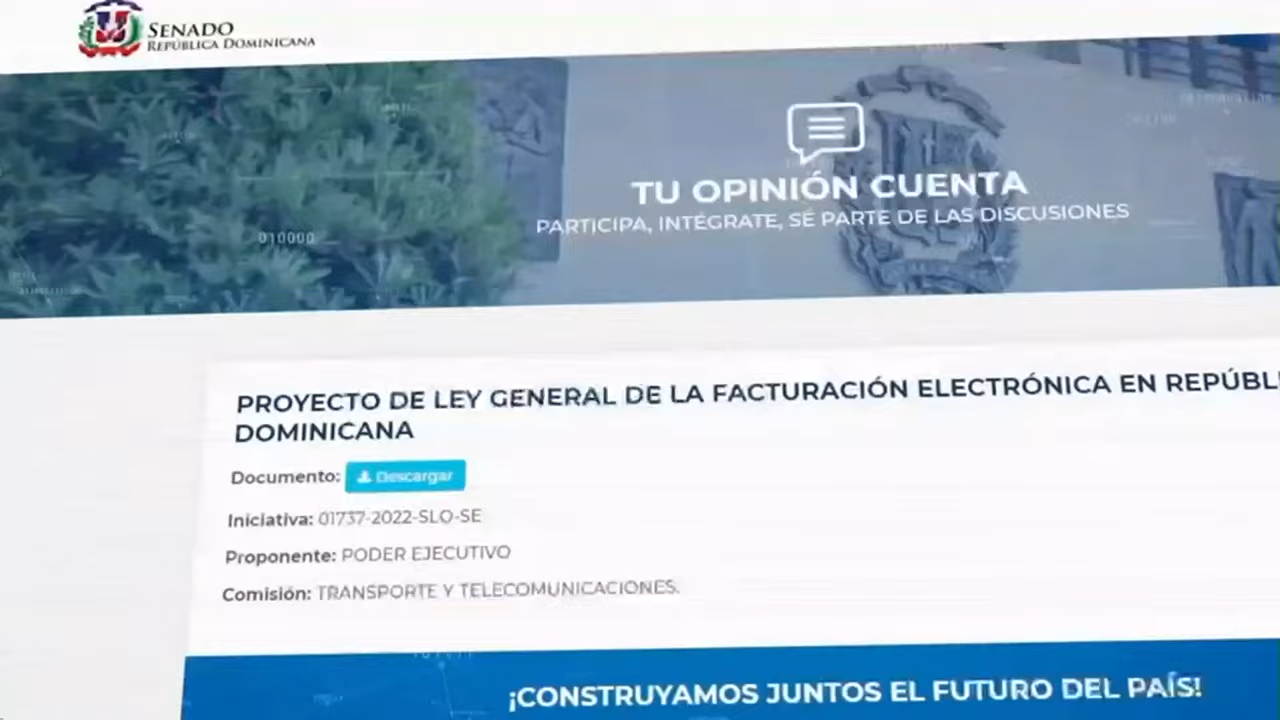 SENADO
REPÚBLICA DOMINICANA
TU OPINIÓN CUENTA
PARTICIPA, INTÉGRATE, SÉ PARTE DE LAS DISCUSIONES
010000
PROYECTO DE LEY GENERAL DE LA FACTURACIÓN ELECTRÓNICA EN REPÚBLI
DOMINICANA
Documento: Descargar
Iniciativa: 01737-2022-SLO-SE
Proponente: PODER EJECUTIVO
Comisión: TRANSPORTE Y TELECOMUNICACIONES.
¡CONSTRUYAMOS JUNTOS EL FUTURO DEL PAÍS!